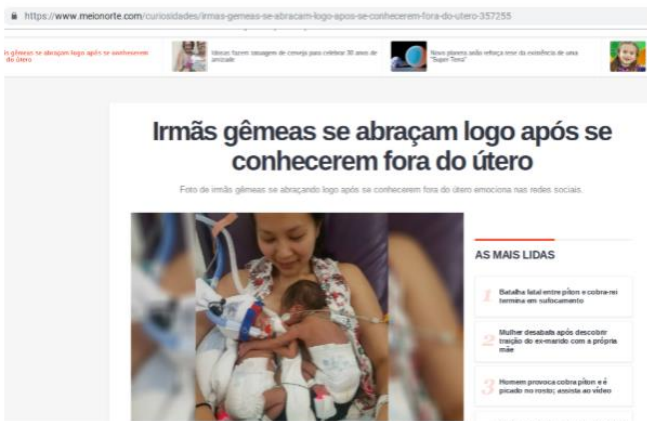 https://www.meionorte.com/curiosidades/irmas-gemeas-se-abracam-logo-apos-se-conhecerem-fora-do-utero-357255
gêmeas se abraçam logo após se conhecerem
do útero
Idosas fazem tatuagem de cerveja para celebrar 30 anos de
amizade
Novo planeta anão reforça tese da existência de uma
"Super Terra"
Irmãs gêmeas se abraçam logo após se
conhecerem fora do útero
Foto de irmãs gêmeas se abraçando logo após se conhecerem fora do útero emociona nas redes sociais.
AS MAIS LIDAS
1 Batalha fatal entre píton e cobra-rei
termina em sufocamento
2 Mulher desabafa após descobrir
traição do ex-marido com a própria
mãe
3 Homem provoca cobra píton e é
picado no rosto; assista ao vídeo